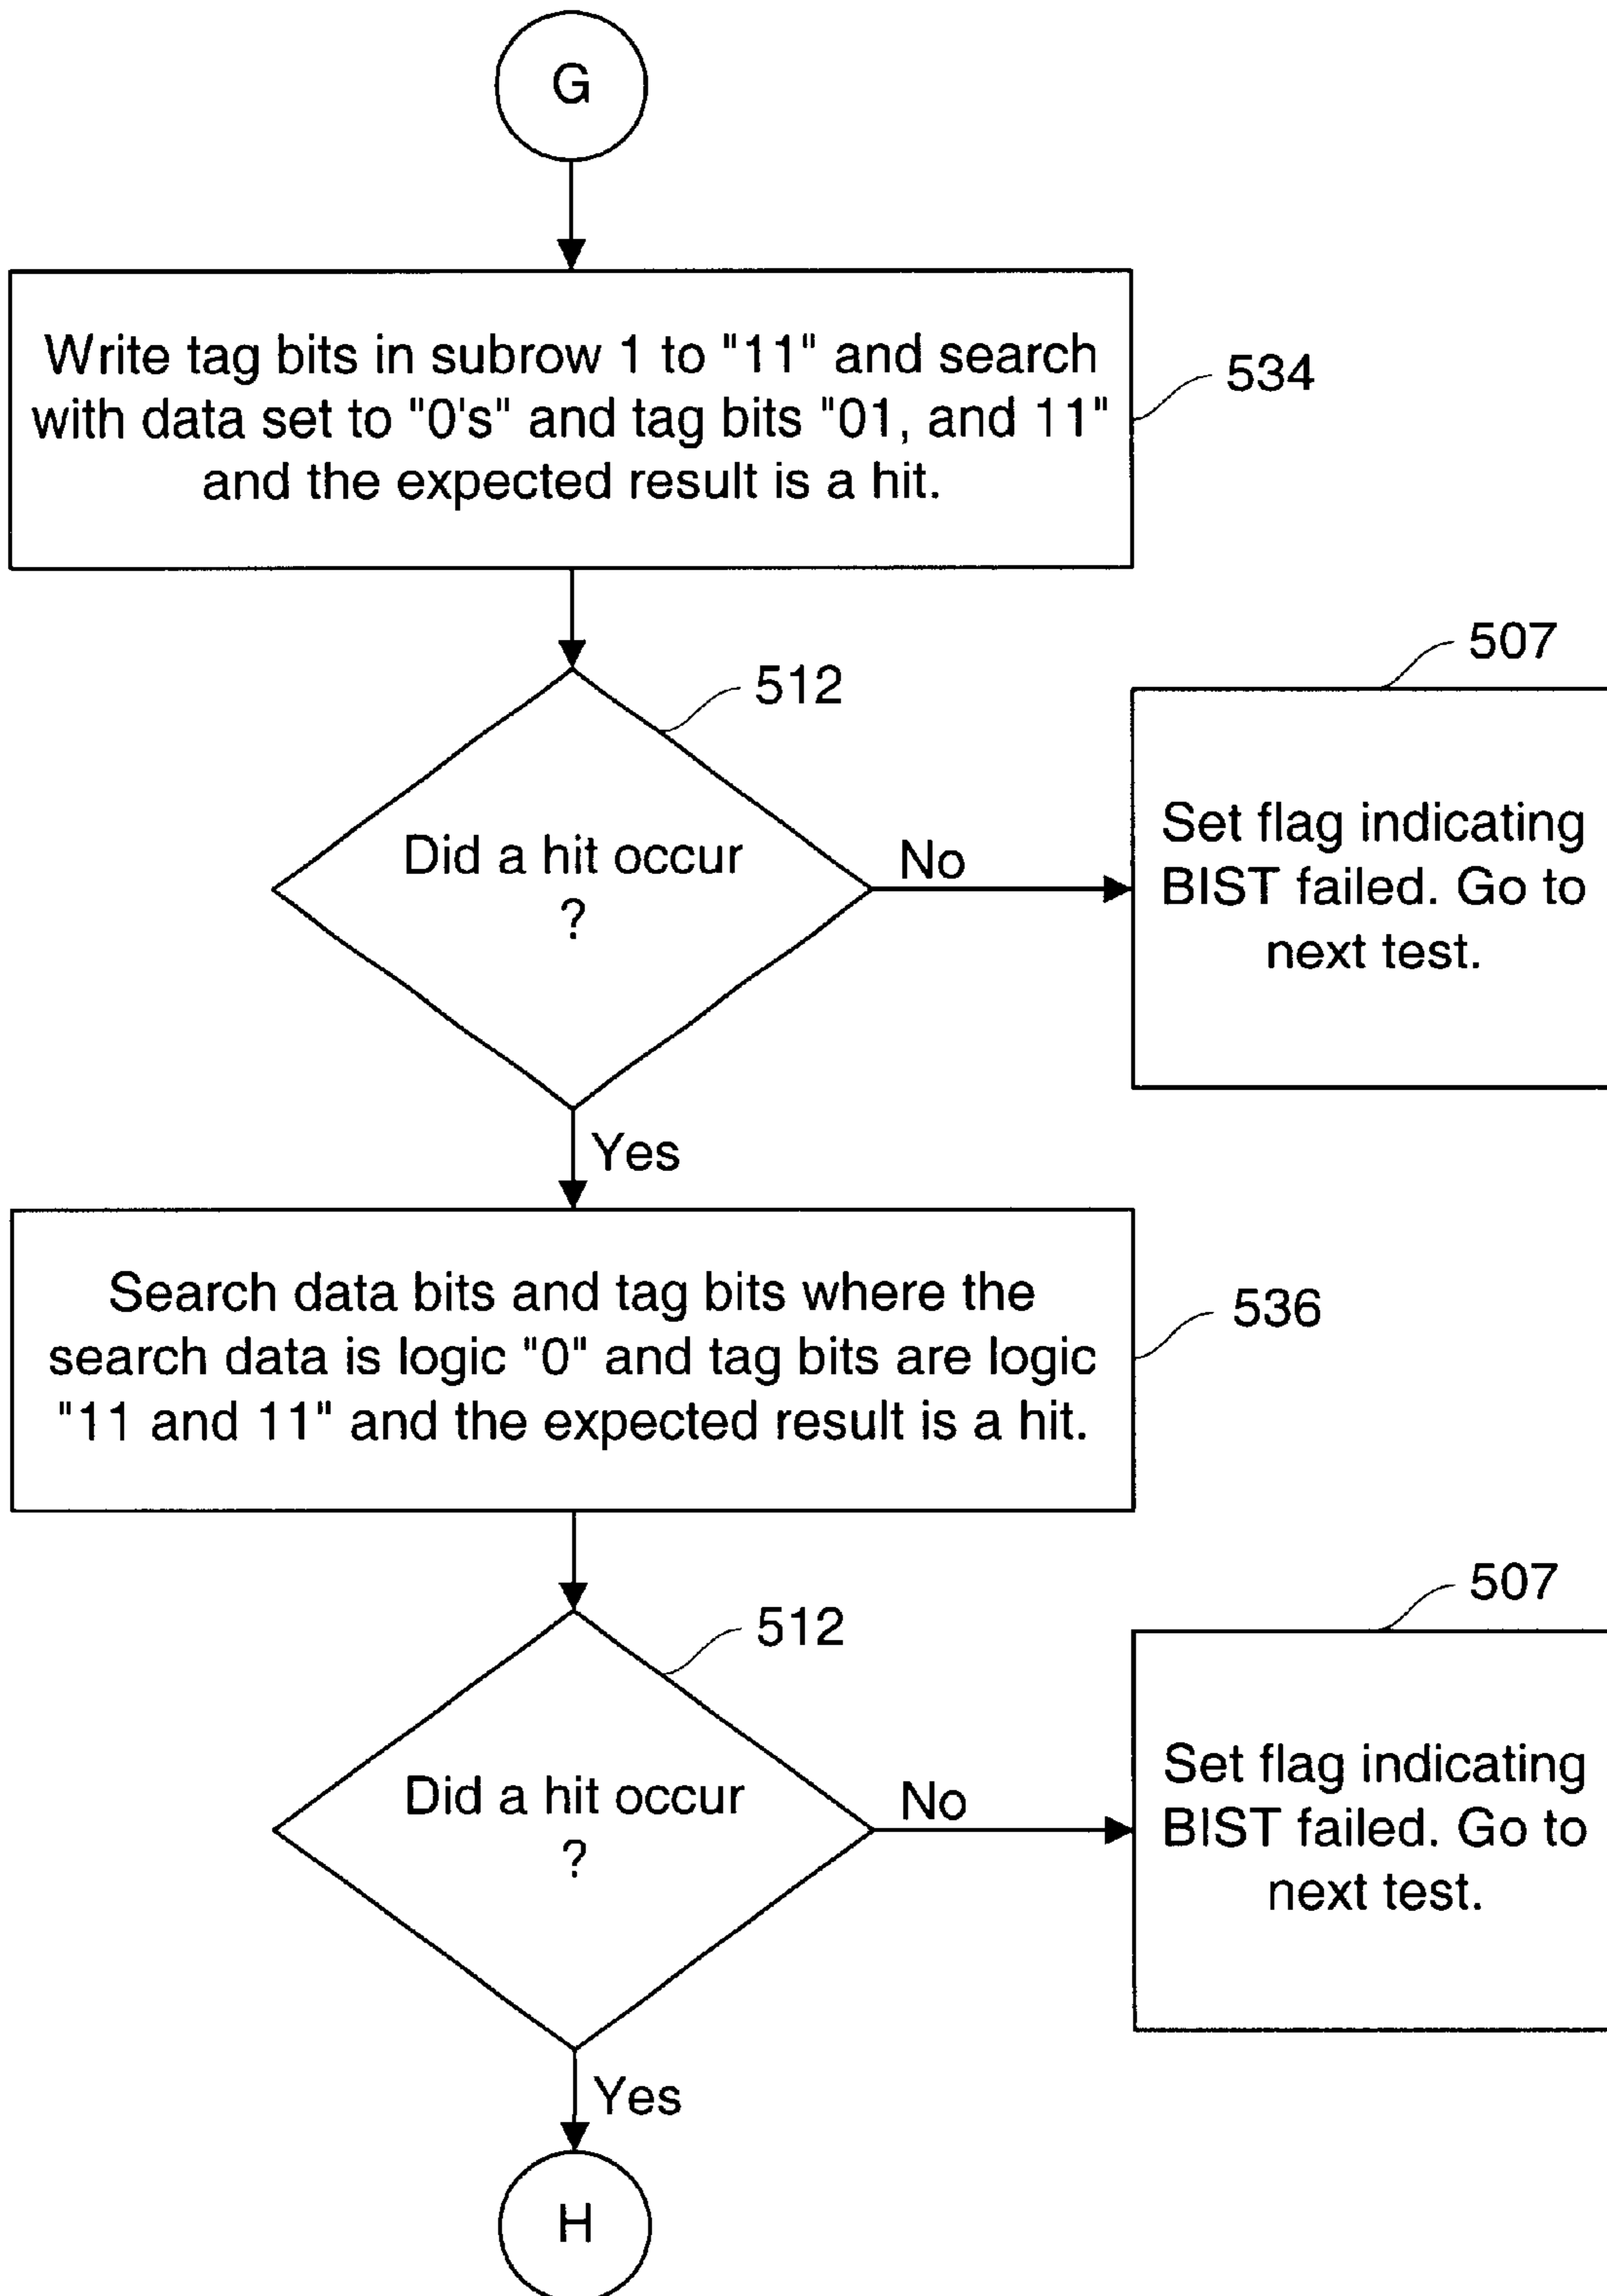 G
Write tag bits in subrow 1 to "11" and search
with data set to "0's" and tag bits "01, and 11"
and the expected result is a hit.
534
512
507
Did a hit occur
?
No
Set flag indicating
BIST failed. Go to
next test.
Yes
Search data bits and tag bits where the
search data is logic "0" and tag bits are logic
"11 and 11" and the expected result is a hit.
536
512
507
Did a hit occur
?
No
Set flag indicating
BIST failed. Go to
next test.
Yes
H